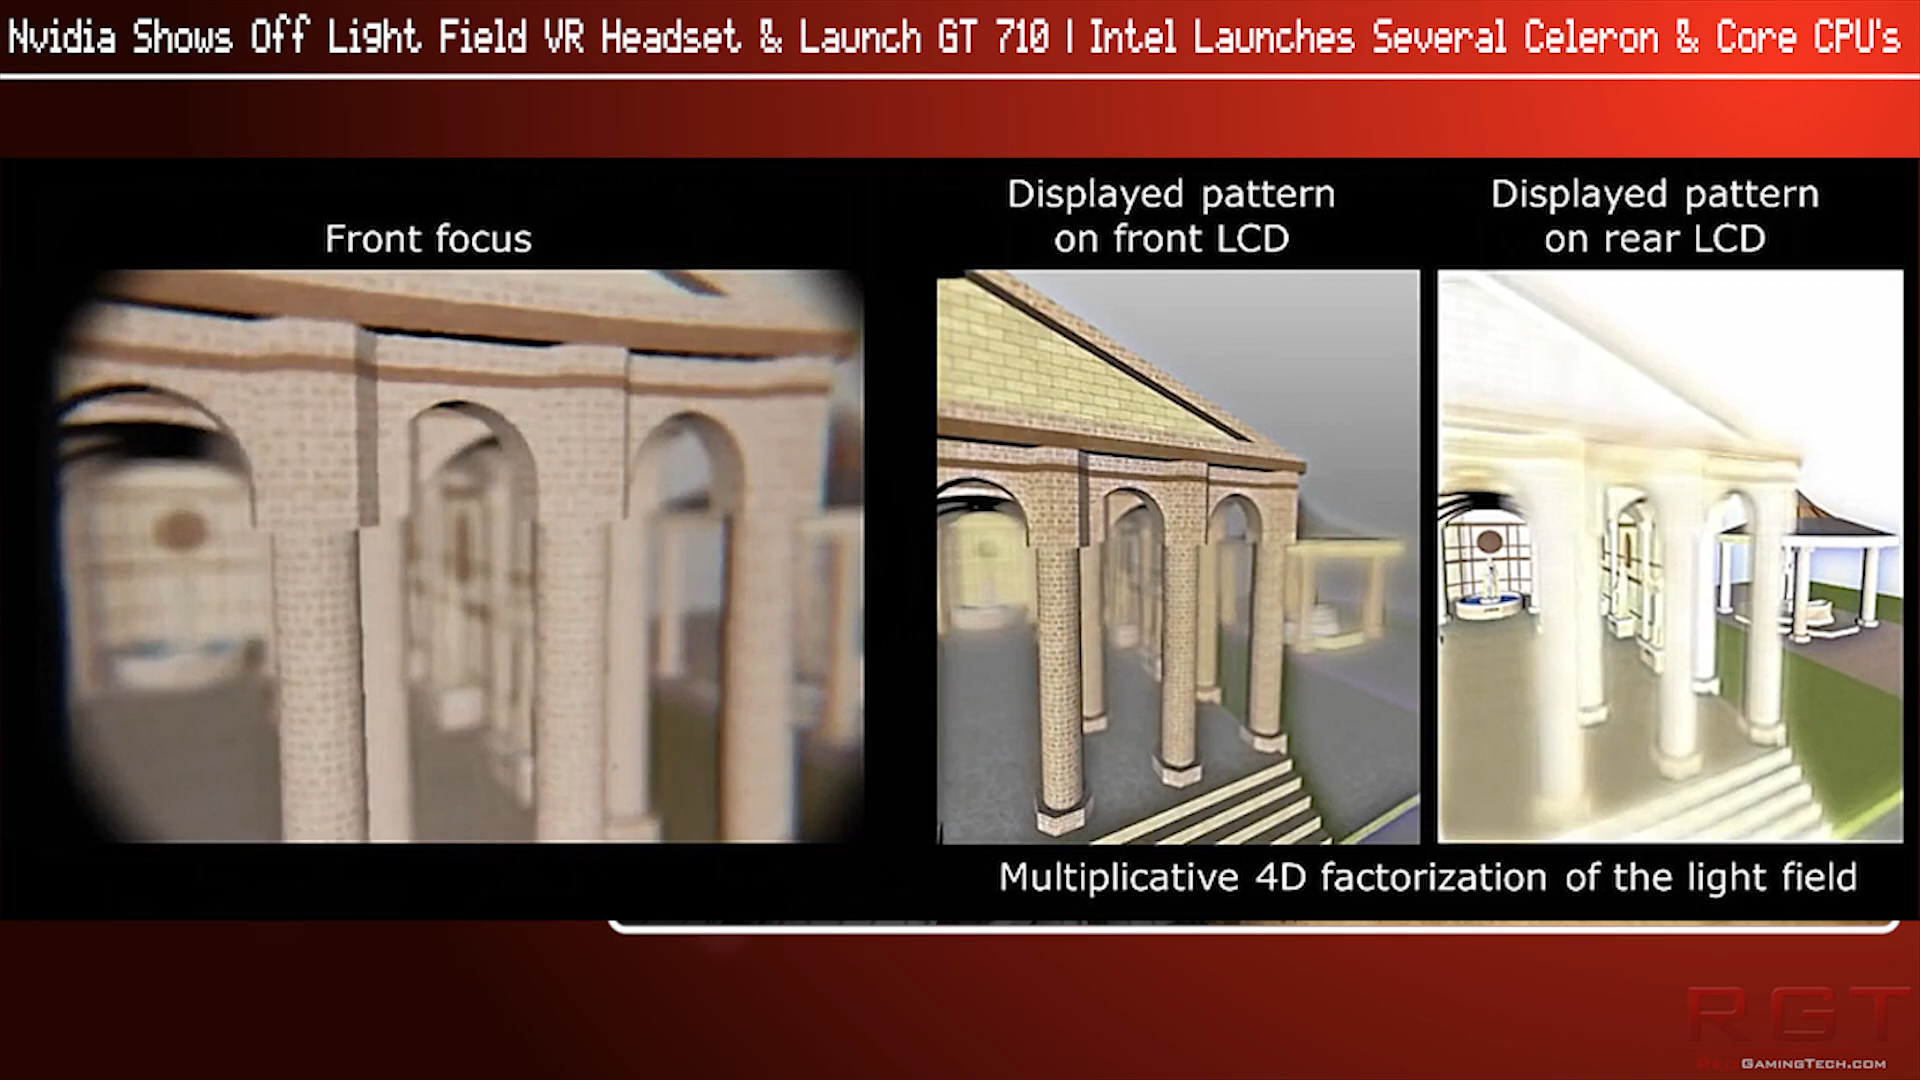 Nvidia Shows Off Light Field VR Headset & Launch GT 710 | Intel Launches Several Celeron & Core CPU's
Front focus
Displayed pattern
on front LCD
Displayed pattern
on rear LCD
Multiplicative 4D factorization of the light field
RGT
RedGamingTech.com